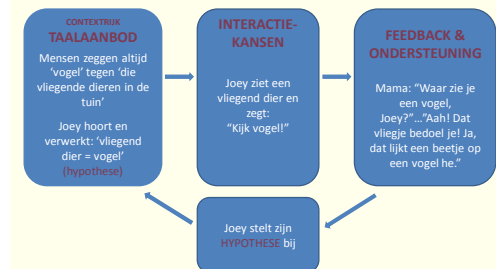 CONTEXTRIJK
TAALAANBOD
Mensen zeggen altijd
‘vogel’ tegen ‘die
vliegende dieren in de
tuin’
Joey hoort en
verwerkt: ‘vliegend
dier = vogel’
(hypothese)
INTERACTIE-
KANSEN
Joey ziet een
vliegend dier en
zegt:
“Kijk vogel!”
FEEDBACK &
ONDERSTEUNING
Mama: “Waar zie je
een vogel,
Joey?”…”Aah! Dat
vliegje bedoel je! Ja,
dat lijkt een beetje op
een vogel he.”
Joey stelt zijn
HYPOTHESE bij